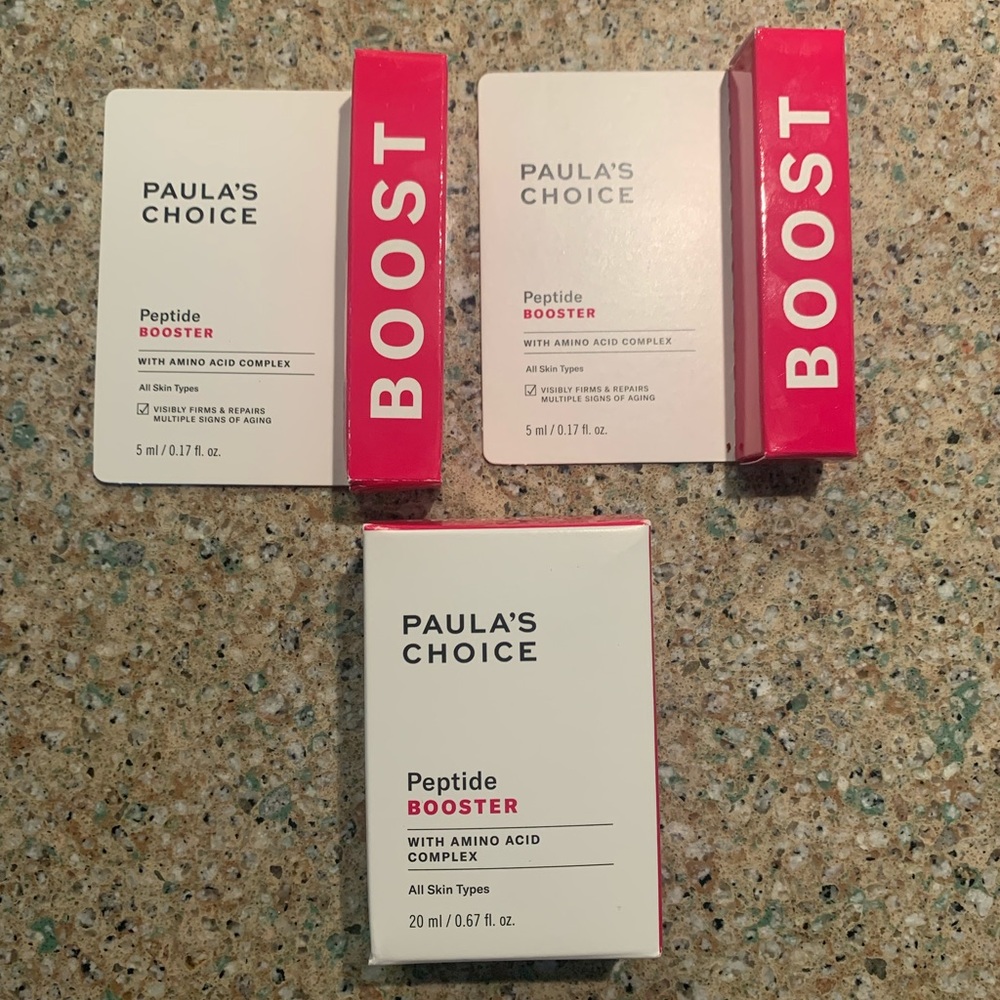 PAULA'S
CHOICE
Peptide
BOOSTER
WITH AMINO ACID COMPLEX
All Skin Types
VISIBLY FIRMS & REPAIRS
MULTIPLE SIGNS OF AGING
5 ml / 0.17 fl. oz.
BOOST
PAULA'S
CHOICE
Peptide
BOOSTER
WITH AMINO ACID COMPLEX
All Skin Types
VISIBLY FIRMS & REPAIRS
MULTIPLE SIGNS OF AGING
5 ml / 0.17 fl. oz.
BOOST
PAULA'S
CHOICE
Peptide
BOOSTER
WITH AMINO ACID
COMPLEX
All Skin Types
20 ml / 0.67 fl. oz.